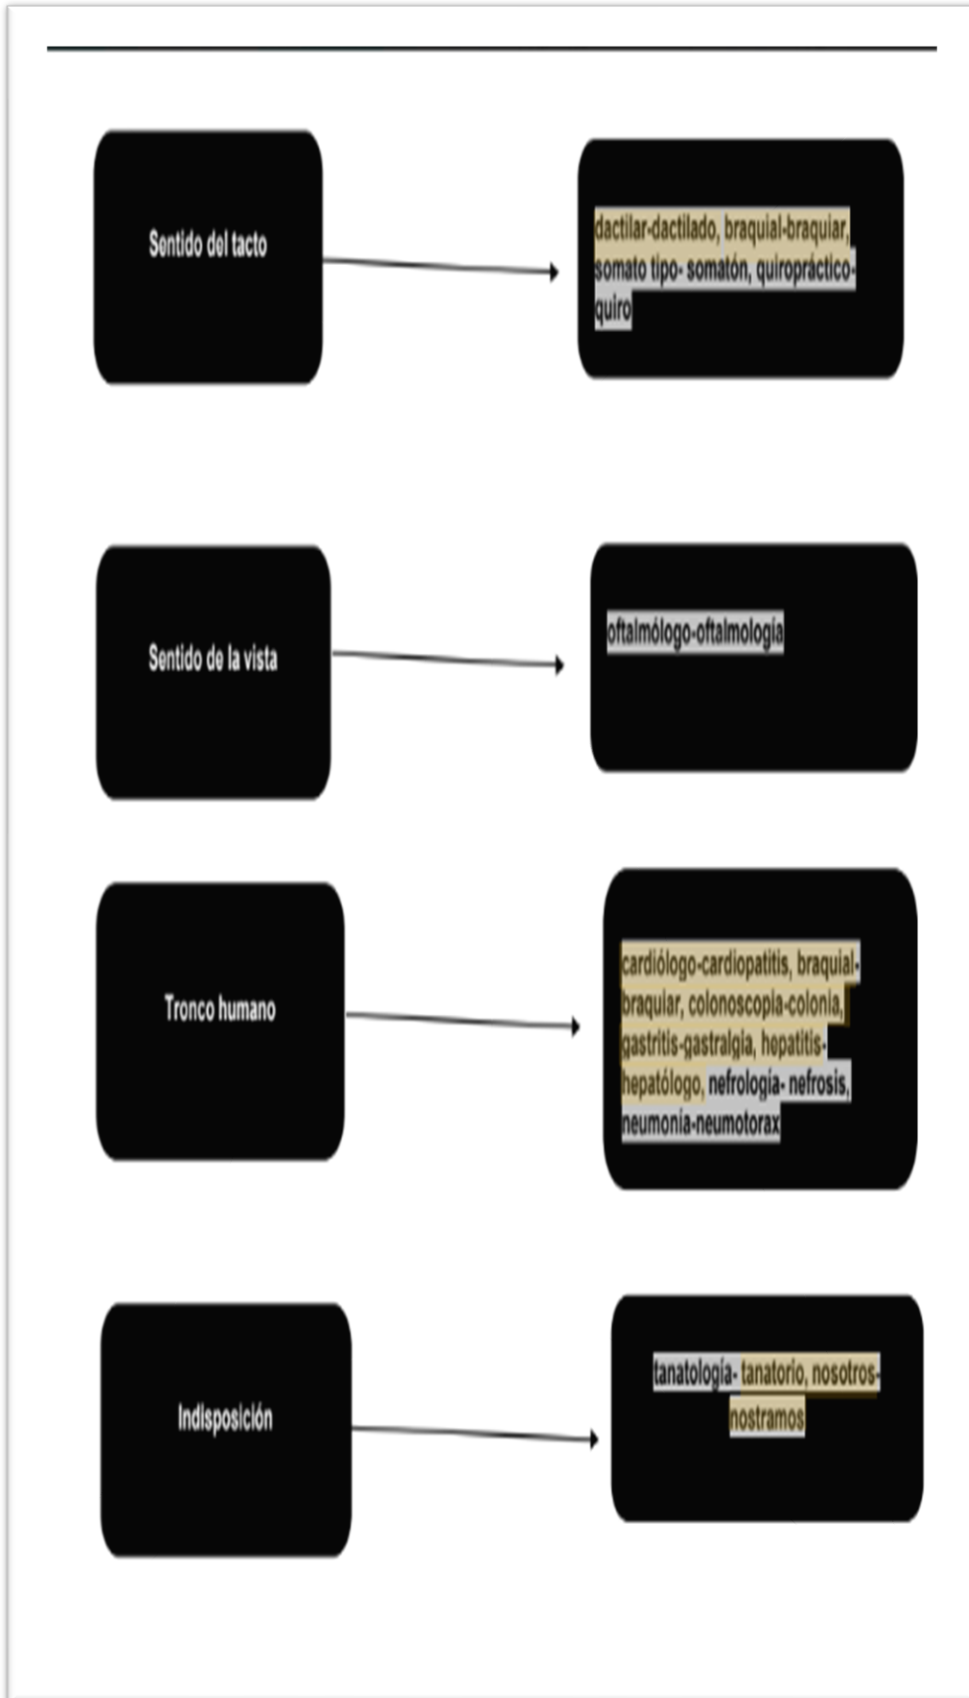 Sentido del tacto
dactilar-dactilado, braquial-braquiar,
somato tipo- somatón, quiropráctico-
quiro
Sentido de la vista
oftalmólogo-oftalmología
Tronco humano
cardiólogo-cardiopatitis, braquial-
braquiar, colonoscopia-colonia,
gastritis-gastralgia, hepatitis-
hepatólogo, nefrología- nefrosis,
neumonía-neumotorax
Indisposición
tanatología- tanatorio, nosotros-
nostramos